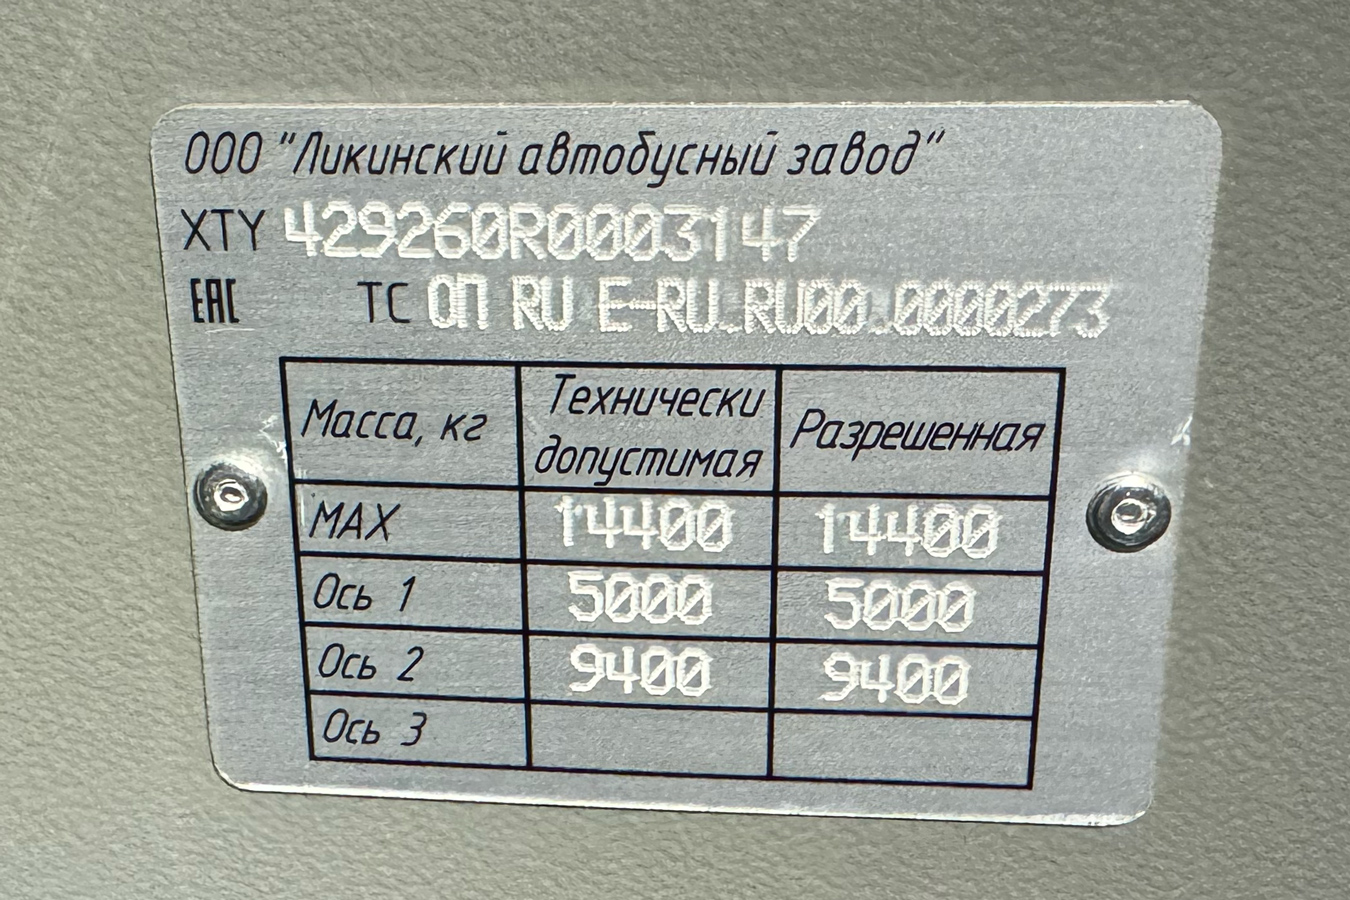 ООО "Ликинский автобусный завод"
XTY 429260R0003147
EAC ТС ОП RU E-RU.RU00.0000273
Масса, кг Технически допустимая Разрешенная
MAX 14400 14400
Ось 1 5000 5000
Ось 2 9400 9400
Ось 3